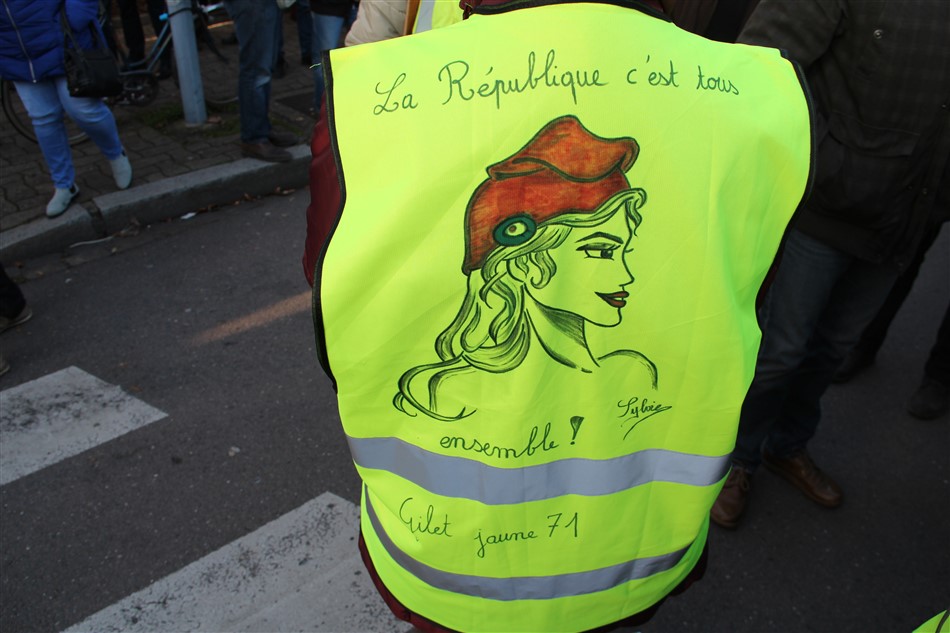 La République c'est tous
Sylvie
ensemble !
Gilet jaune 71